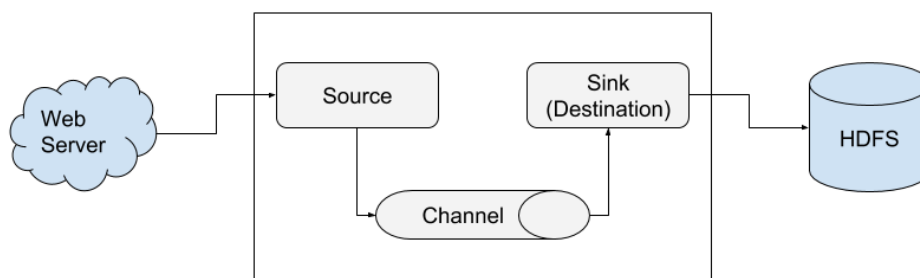 Web
Server
Source
Channel
Sink
(Destination)
HDFS